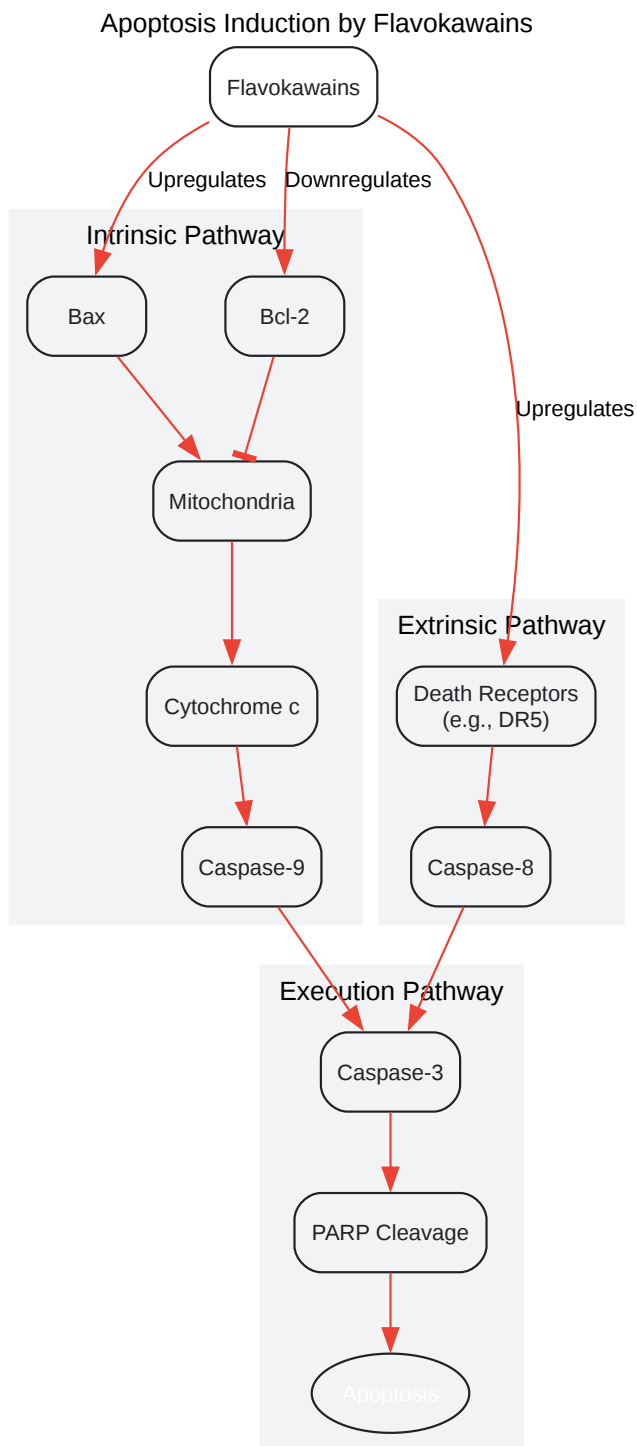 Apoptosis Induction by Flavokawains
Flavokawains
Upregulates
Downregulates
Intrinsic Pathway
Bax
Bcl-2
Upregulates
Mitochondria
Extrinsic Pathway
Cytochrome c
Death Receptors
(e.g., DR5)
Caspase-9
Caspase-8
Execution Pathway
Caspase-3
PARP Cleavage
Apoptosis